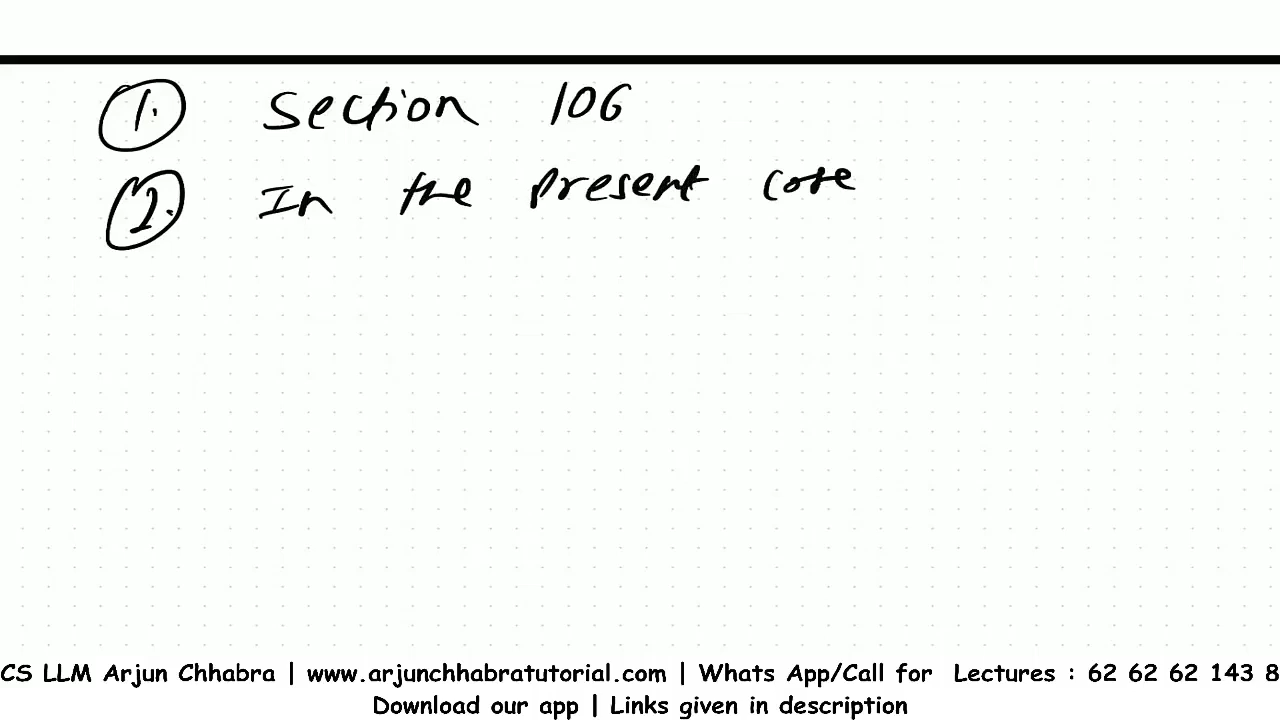 1. Section 106
2. In the present case
CS LLM Arjun Chhabra | www.arjunchhabratutorial.com | Whats App/Call for Lectures : 62 62 62 143 8
Download our app | Links given in description